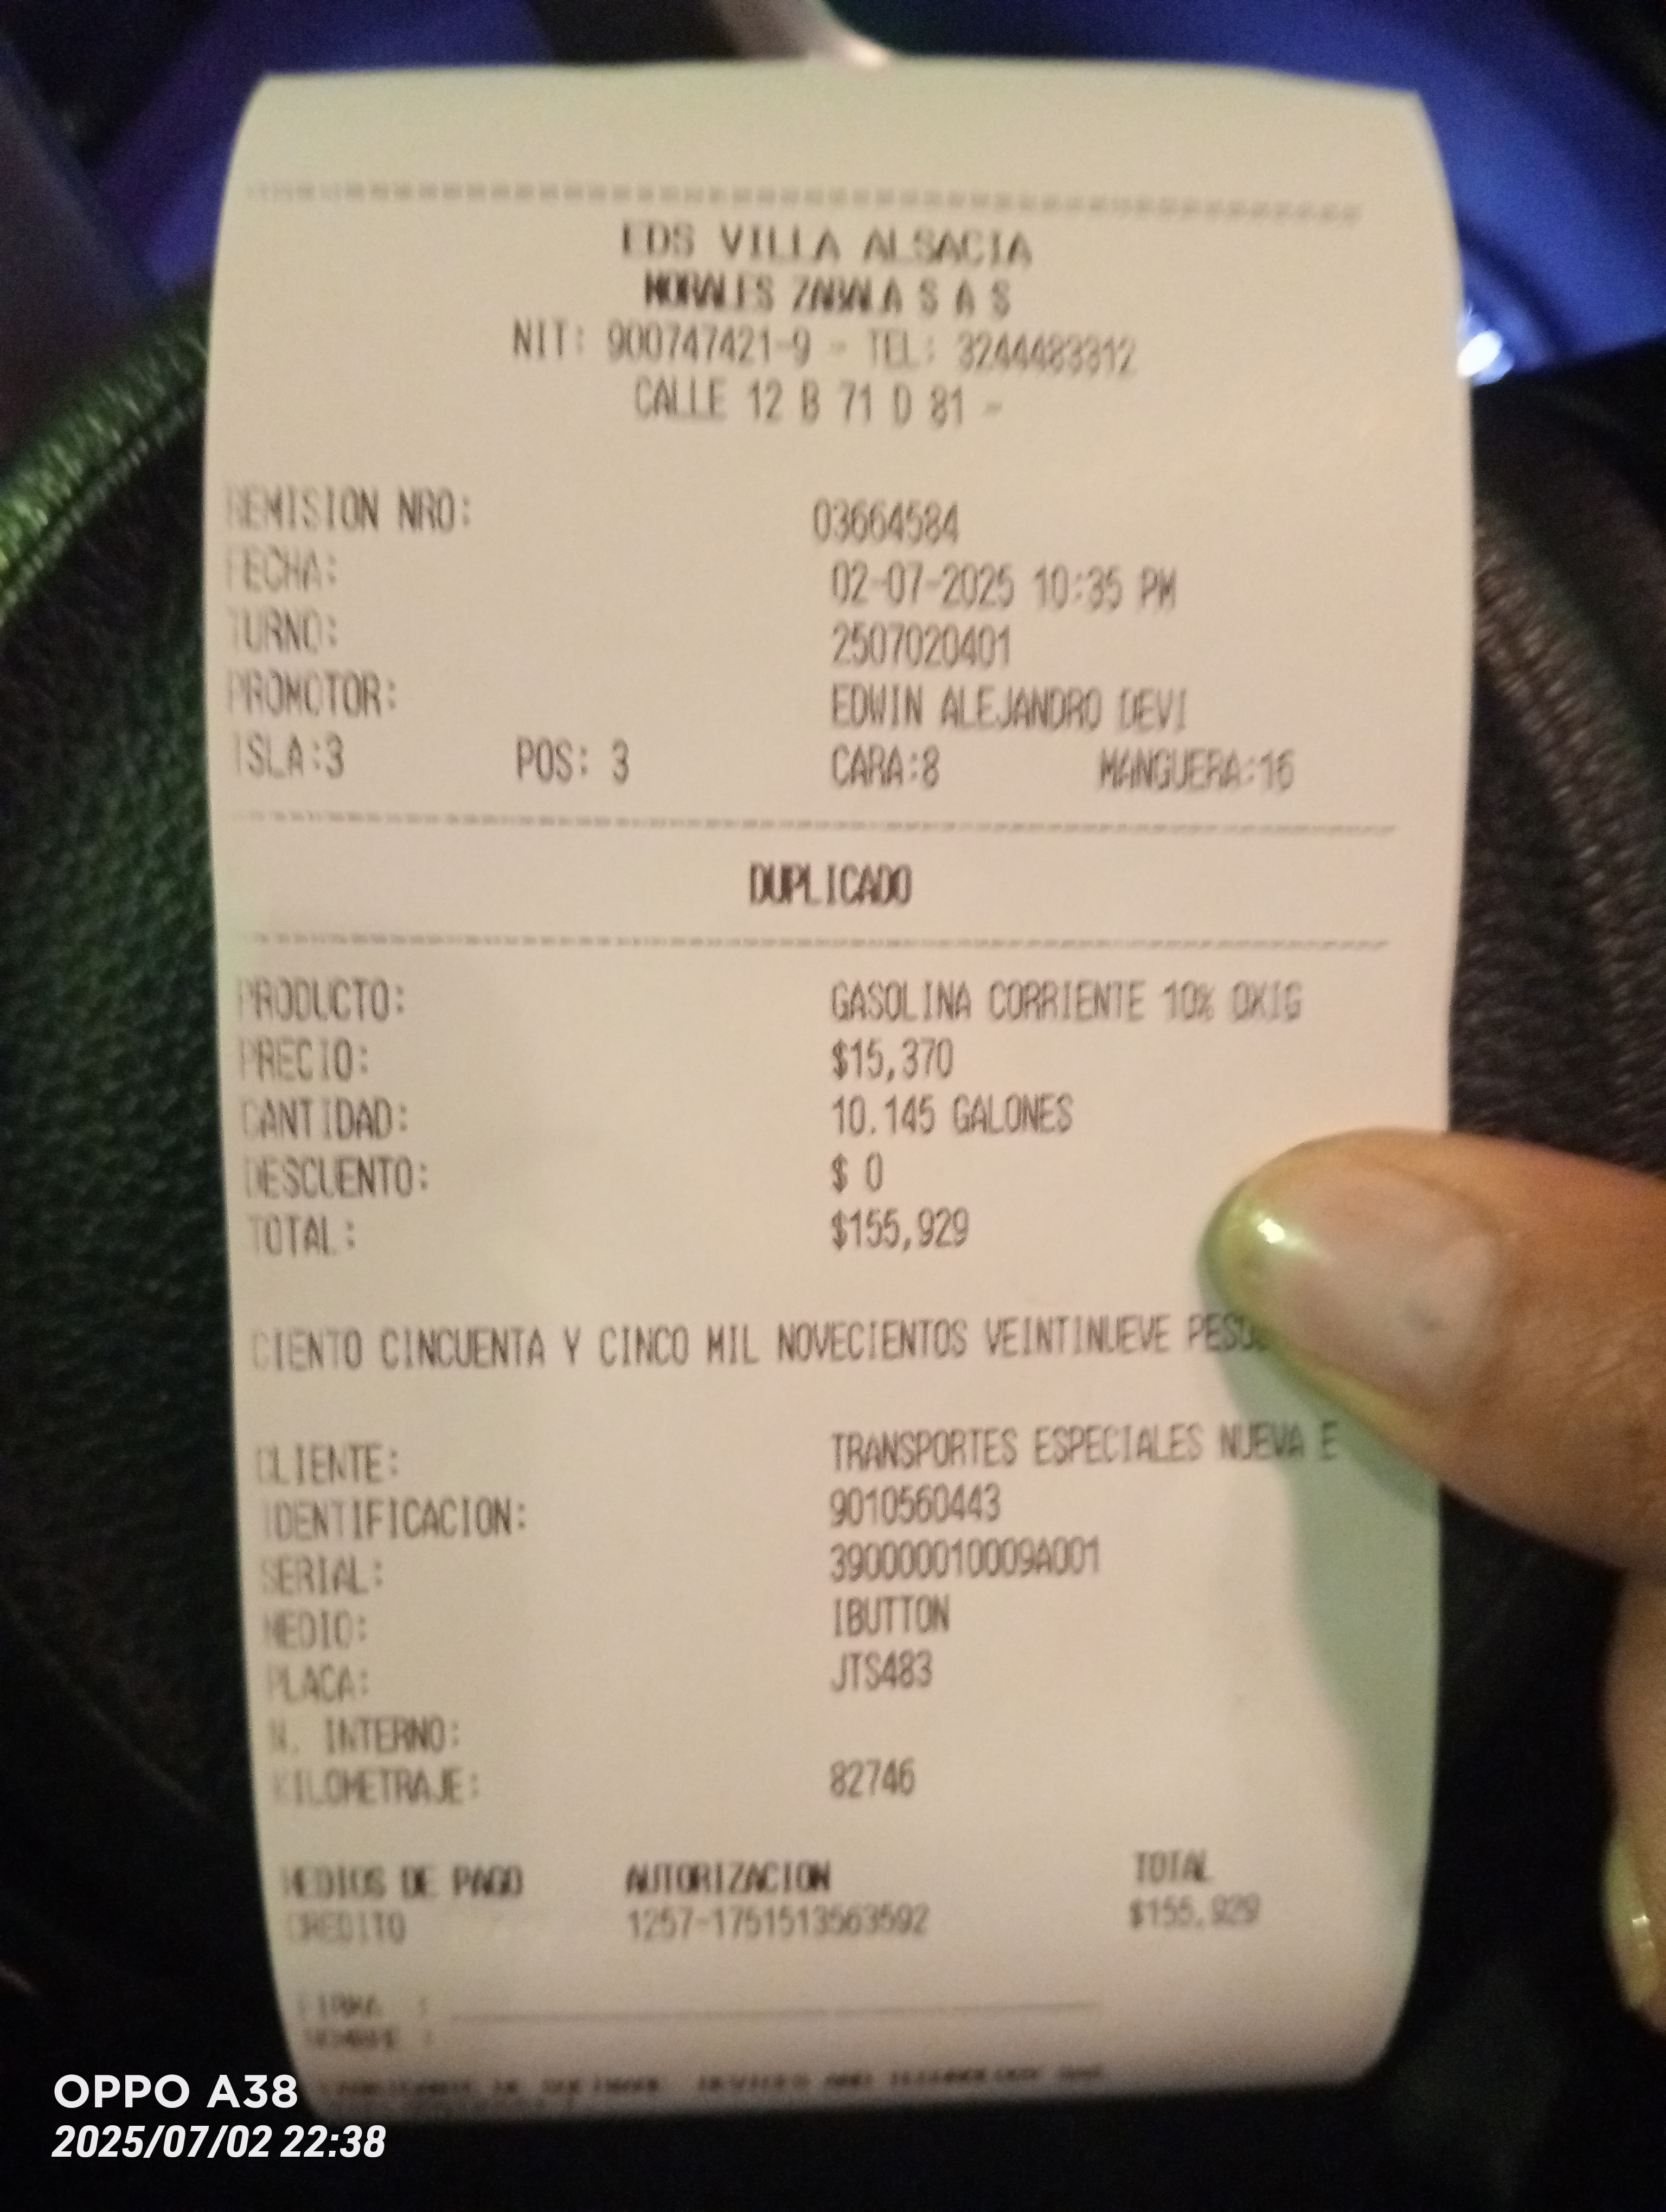 EDS VILLA ALSACIA
MORALES ZABALA S A S
NIT: 900747421-9 - TEL: 3244483312
CALLE 12 B 71 D 81 -
REMISION NRO: 03664584
FECHA: 02-07-2025 10:35 PM
TURNO: 2507020401
PROMOTOR: EDWIN ALEJANDRO DEVI
ISLA:3 POS: 3 CARA:8 MANGUERA:16
DUPLICADO
PRODUCTO: GASOLINA CORRIENTE 10% OXIG
PRECIO: $15,370
CANTIDAD: 10.145 GALONES
DESCUENTO: $ 0
TOTAL: $155,929
CIENTO CINCUENTA Y CINCO MIL NOVECIENTOS VEINTINUEVE PESO
CLIENTE: TRANSPORTES ESPECIALES NUEVA E
IDENTIFICACION: 9010560443
SERIAL: 390000010009A001
MEDIO: IBUTTON
PLACA: JTS483
N. INTERNO:
KILOMETRAJE: 82746
MEDIOS DE PAGO AUTORIZACION TOTAL
CREDITO 1257-1751513563592 $155,929
FIRMA :
NOMBRE :
OPPO A38
2025/07/02 22:38